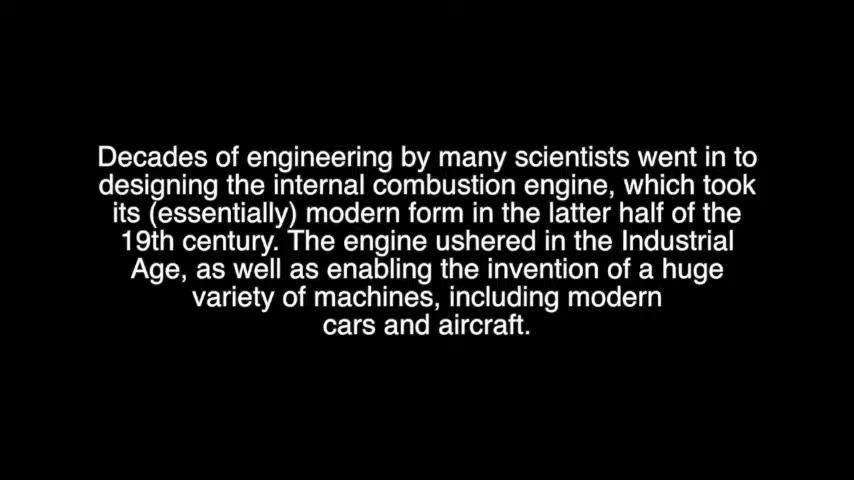 Decades of engineering by many scientists went in to
designing the internal combustion engine, which took
its (essentially) modern form in the latter half of the
19th century. The engine ushered in the Industrial
Age, as well as enabling the invention of a huge
variety of machines, including modern
cars and aircraft.